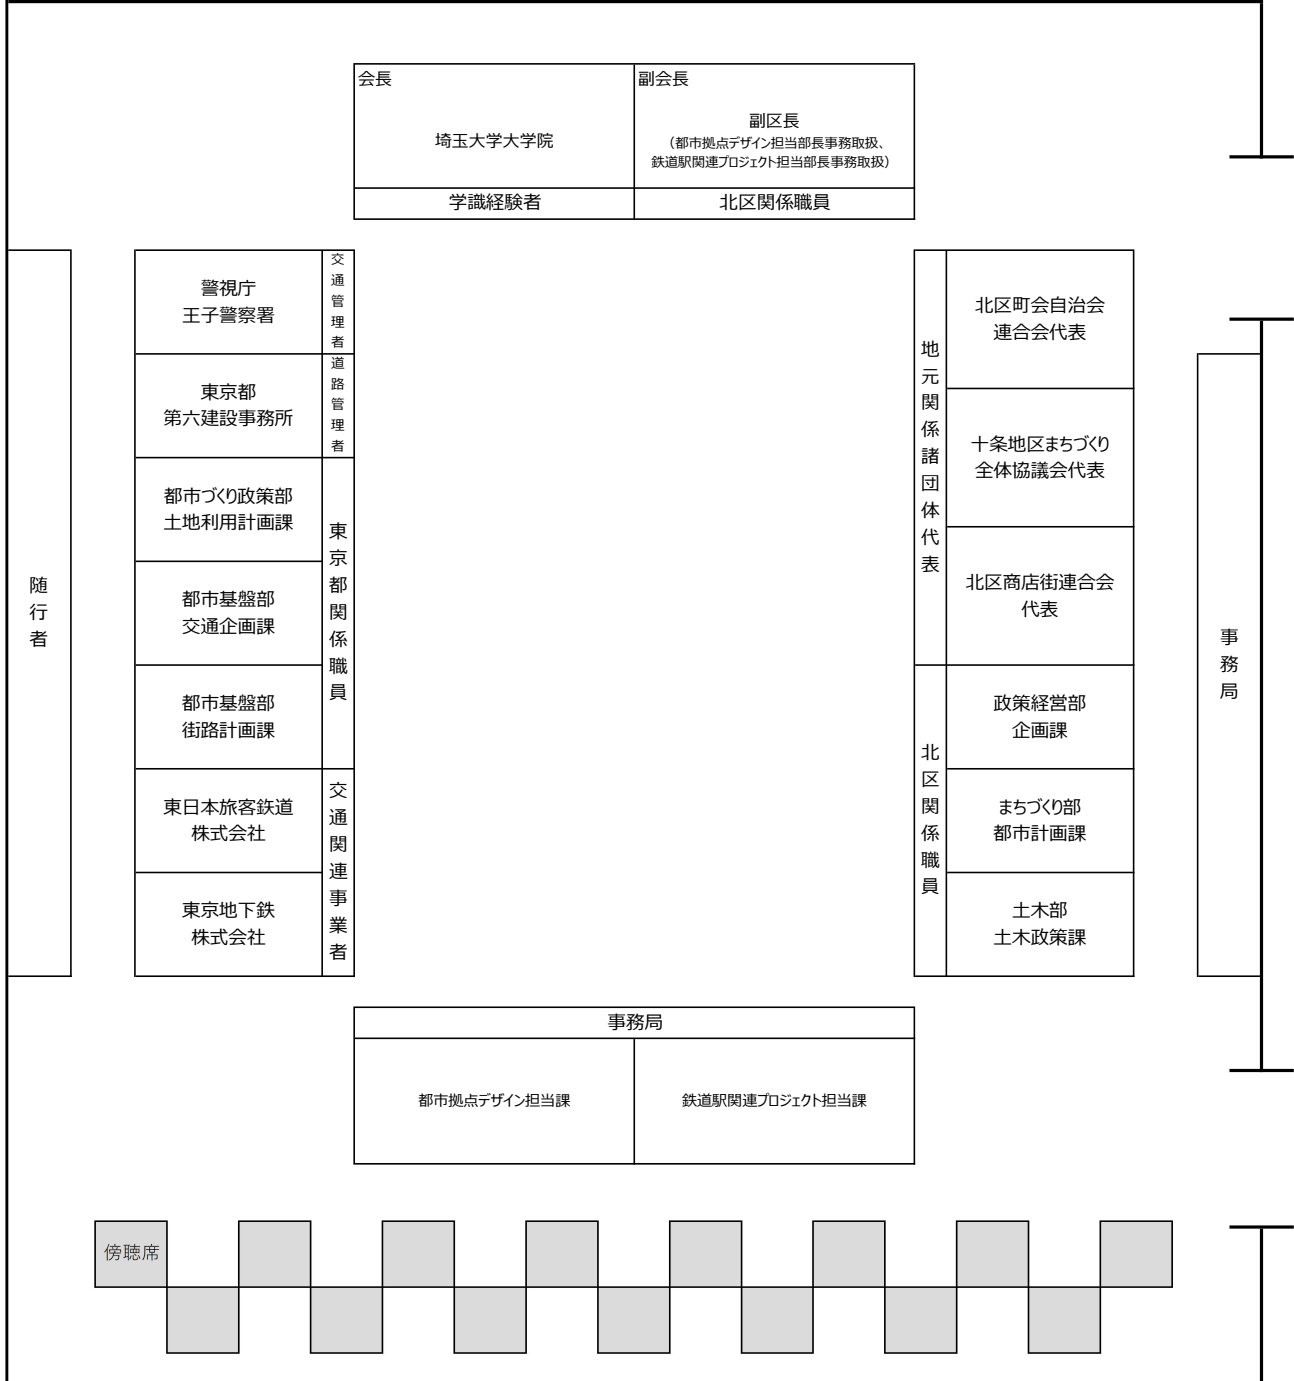 会長
埼玉大学大学院
学識経験者
副会長
副区長
（都市拠点デザイン担当部長事務取扱、
鉄道駅関連プロジェクト担当部長事務取扱）
北区関係職員
随行者
警視庁
王子警察署
交通管理者
東京都
第六建設事務所
道路管理者
都市づくり政策部
土地利用計画課
都市基盤部
交通企画課
都市基盤部
街路計画課
東京都関係職員
東日本旅客鉄道
株式会社
東京地下鉄
株式会社
交通関連事業者
地元関係諸団体代表
北区町会自治会
連合会代表
十条地区まちづくり
全体協議会代表
北区商店街連合会
代表
北区関係職員
政策経営部
企画課
まちづくり部
都市計画課
土木部
土木政策課
事務局
事務局
都市拠点デザイン担当課
鉄道駅関連プロジェクト担当課
傍聴席